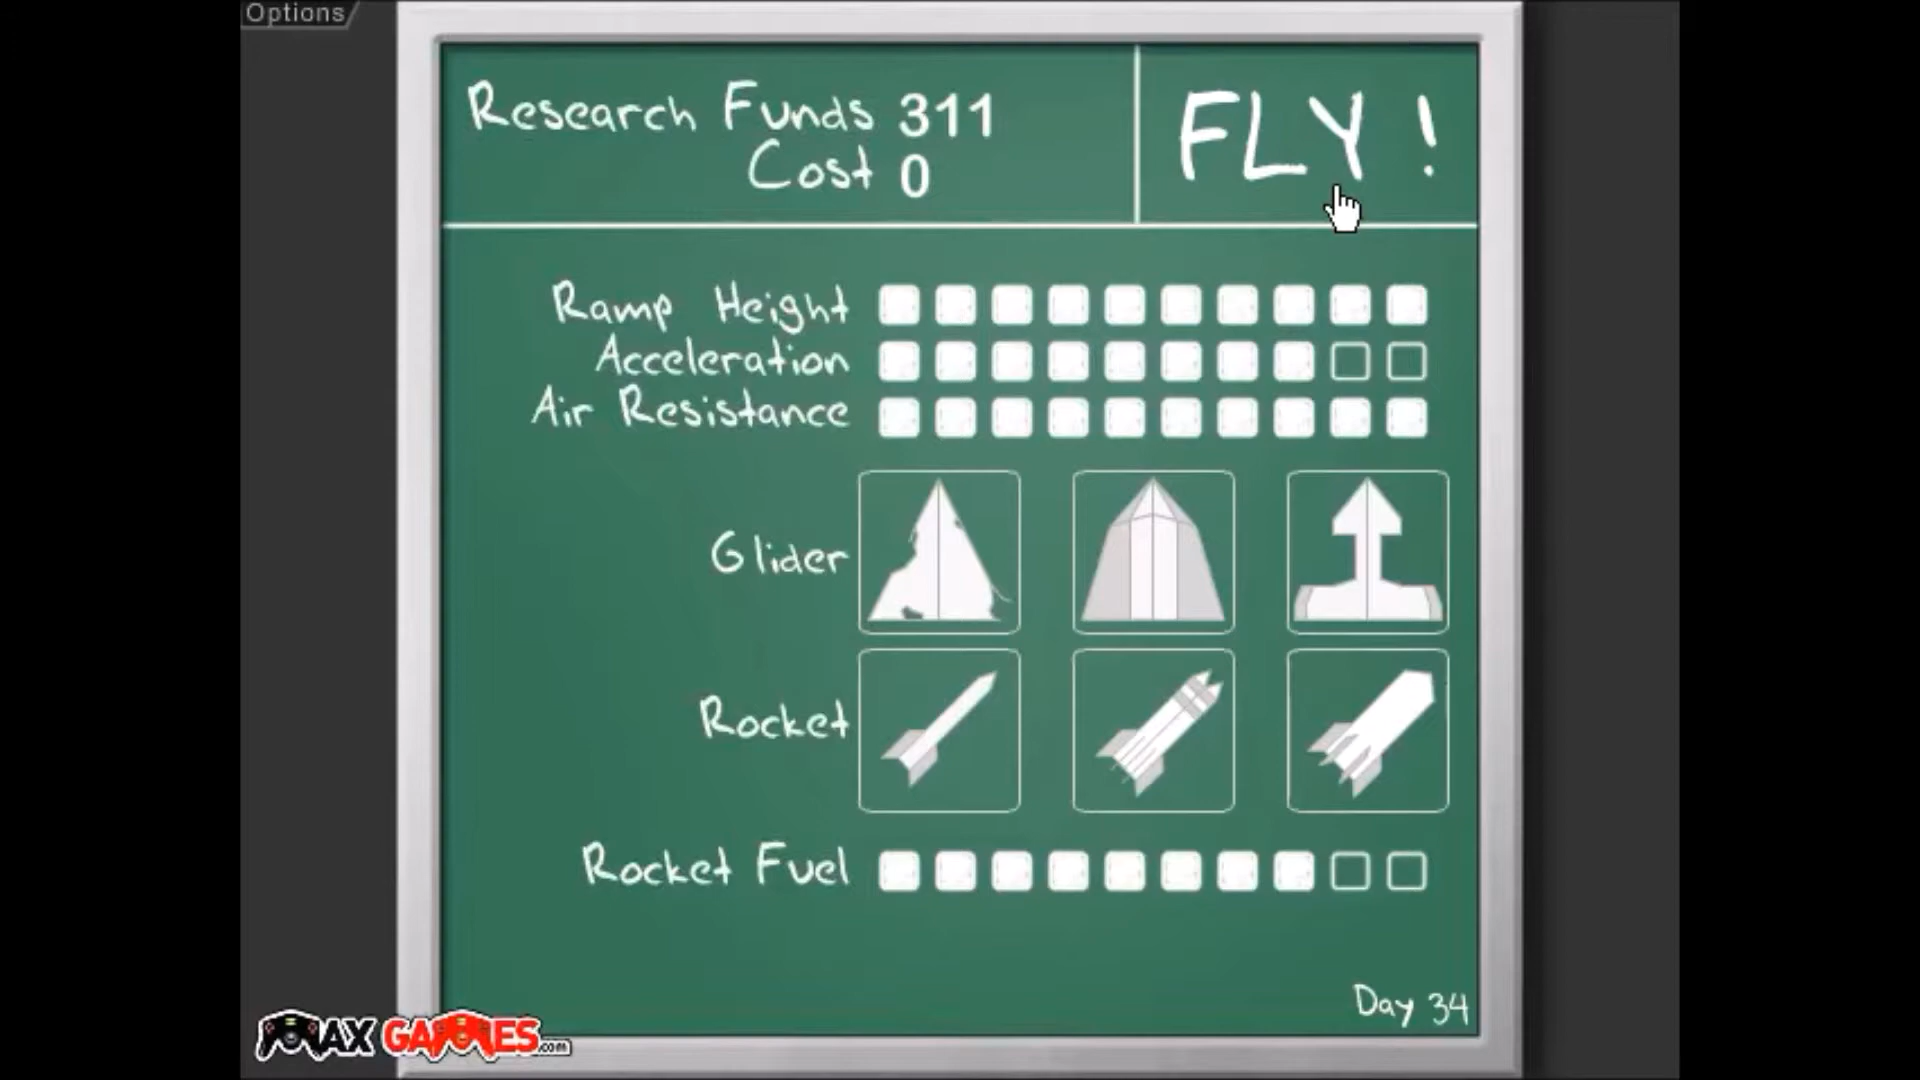 Options
Research Funds 311
Cost 0
FLY!
Ramp Height
Acceleration
Air Resistance
Glider
Rocket
Rocket Fuel
Day 34
MAX GAMES.com